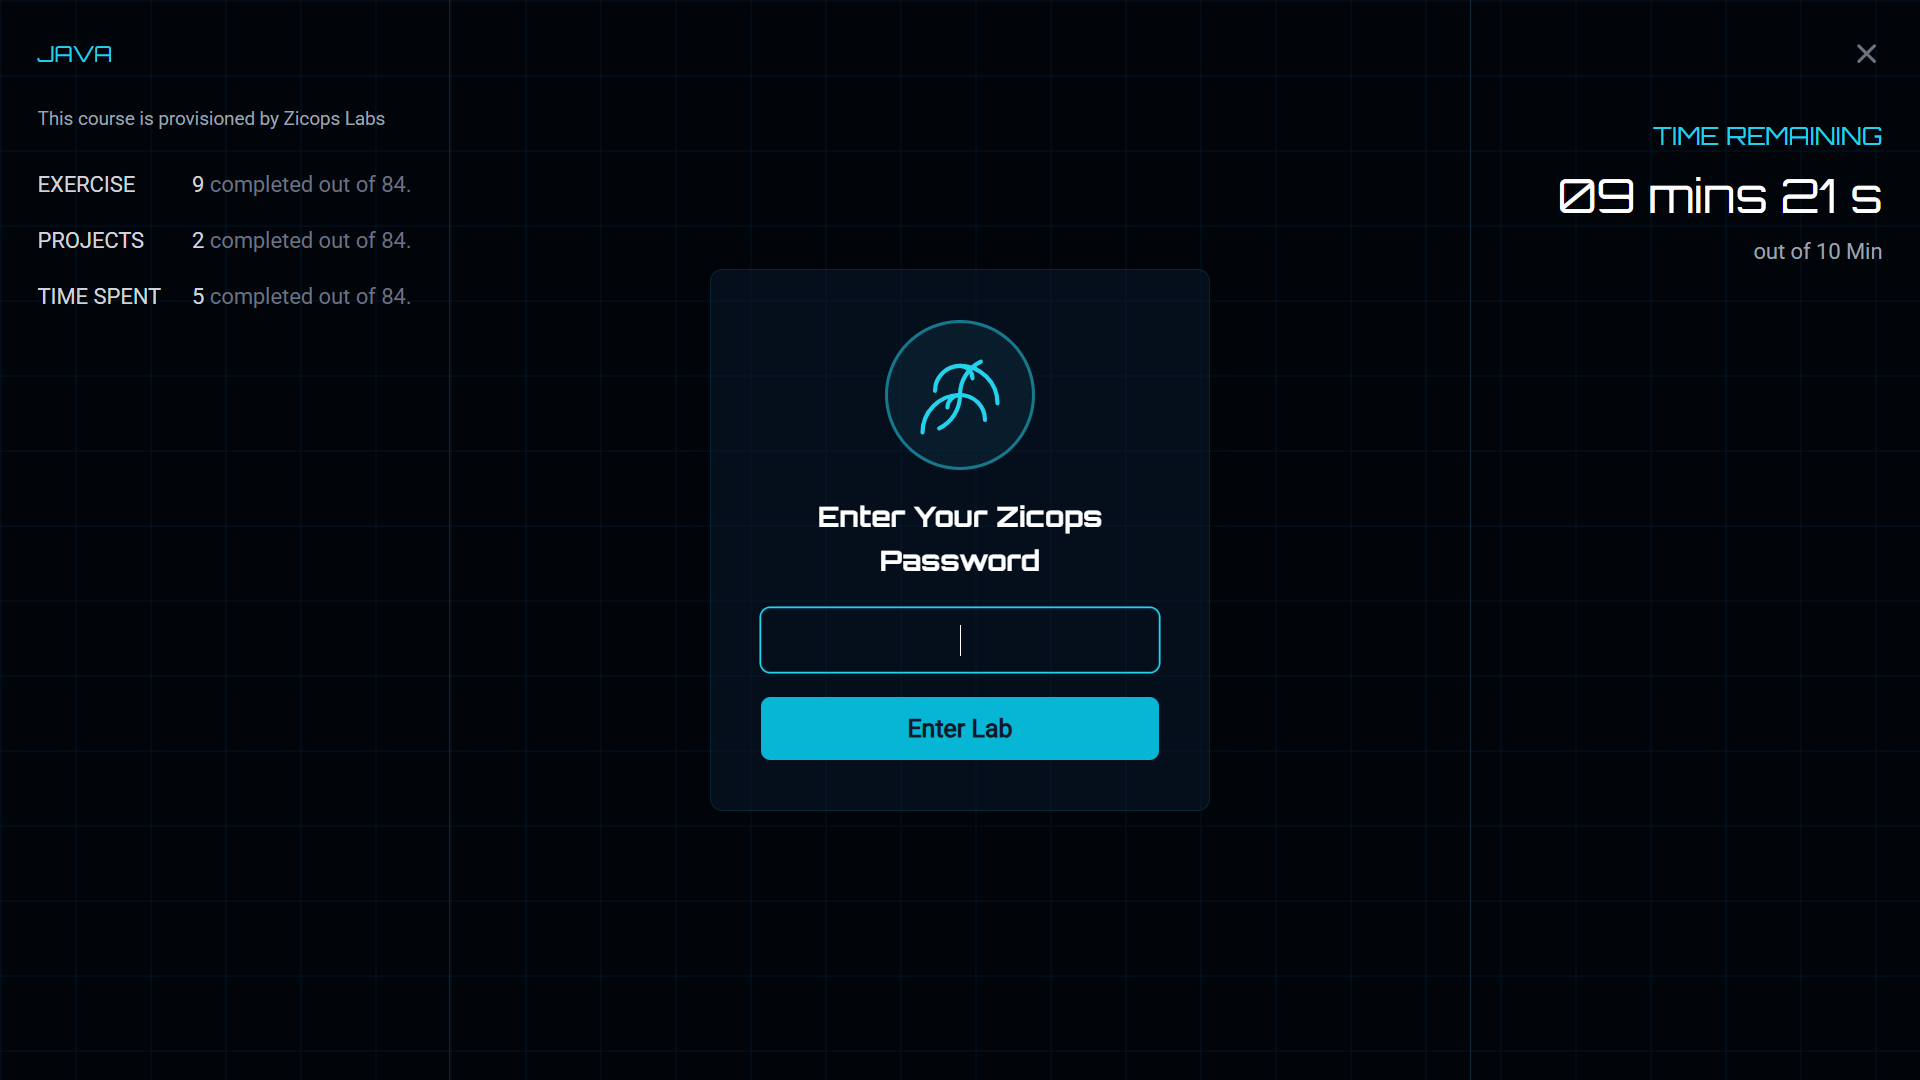 JAVA
This course is provisioned by Zicops Labs
EXERCISE 9 completed out of 84.
PROJECTS 2 completed out of 84.
TIME SPENT 5 completed out of 84.
TIME REMAINING
09 mins 21 s
out of 10 Min
Enter Your Zicops
Password
Enter Lab